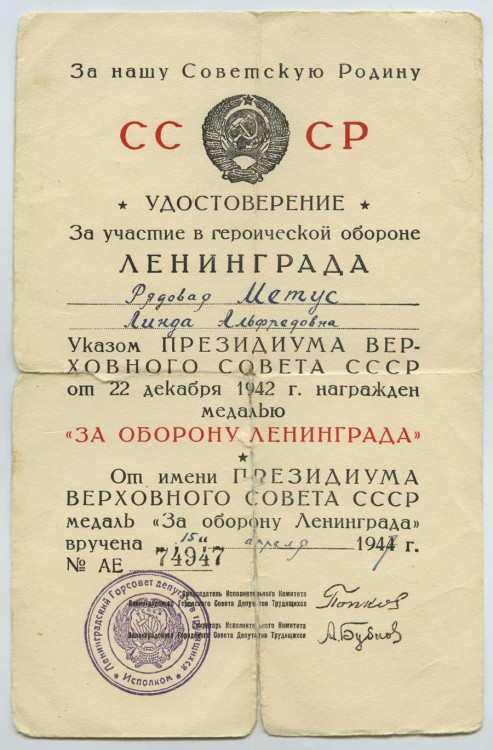 За нашу Советскую Родину
СССР
★ УДОСТОВЕРЕНИЕ ★
За участие в героической обороне
ЛЕНИНГРАДА
Рядовая Метус
Линда Альфредовна
Указом ПРЕЗИДИУМА ВЕР-
ХОВНОГО СОВЕТА СССР
от 22 декабря 1942 г. награжден
медалью
«ЗА ОБОРОНУ ЛЕНИНГРАДА»
★
От имени ПРЕЗИДИУМА
ВЕРХОВНОГО СОВЕТА СССР
медаль «За оборону Ленинграда»
вручена „15“ апреля 1944 г.
№ АЕ 74947
Председатель Исполнительного Комитета
Ленинградского Городского Совета Депутатов Трудящихся
Попков
Секретарь Исполнительного Комитета
Ленинградского Городского Совета Депутатов Трудящихся
А.Бубнов
Ленинградский Горсовет депутатов трудящихся
Исполком